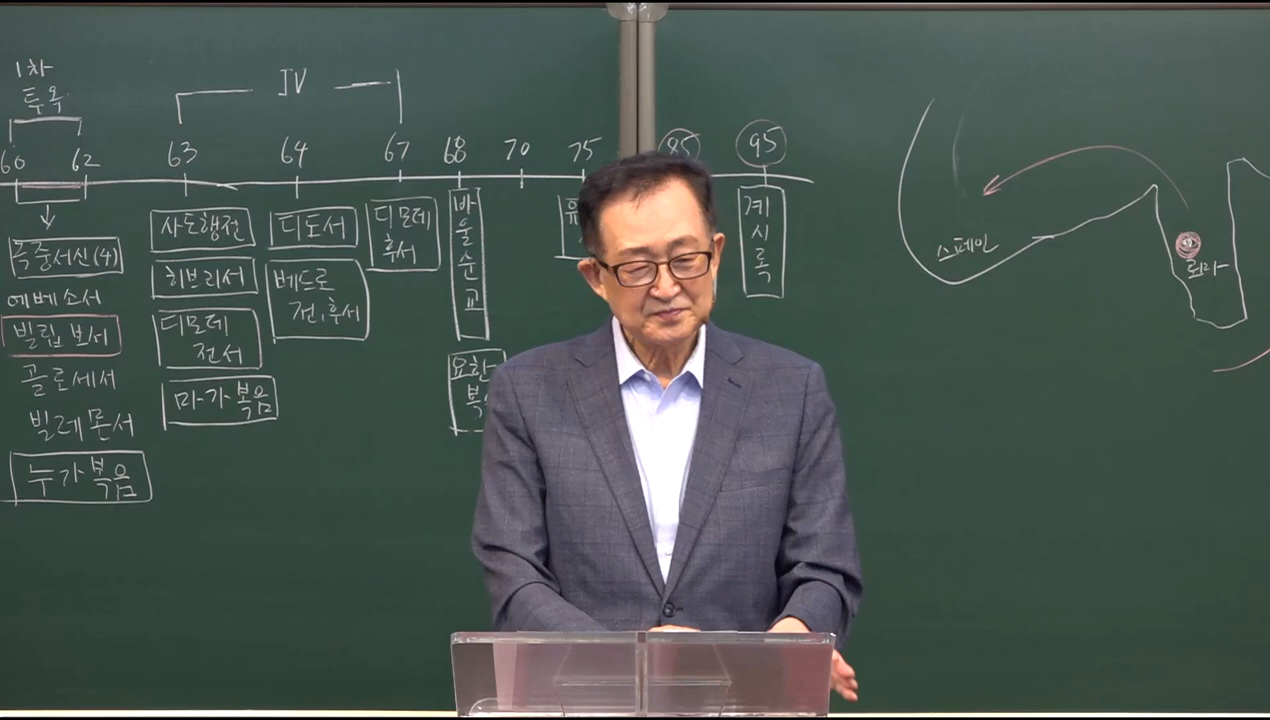 1차
투옥
IV
60 62 63 64 67 68 70 75 85 95
옥중서신(4)
에베소서
빌립보서
골로새서
빌레몬서
누가복음
사도행전
히브리서
디모데
전서
마가복음
디도서
베드로
전,후서
디모데
후서
바울순교
요한
복
유
계시록
스페인
로마